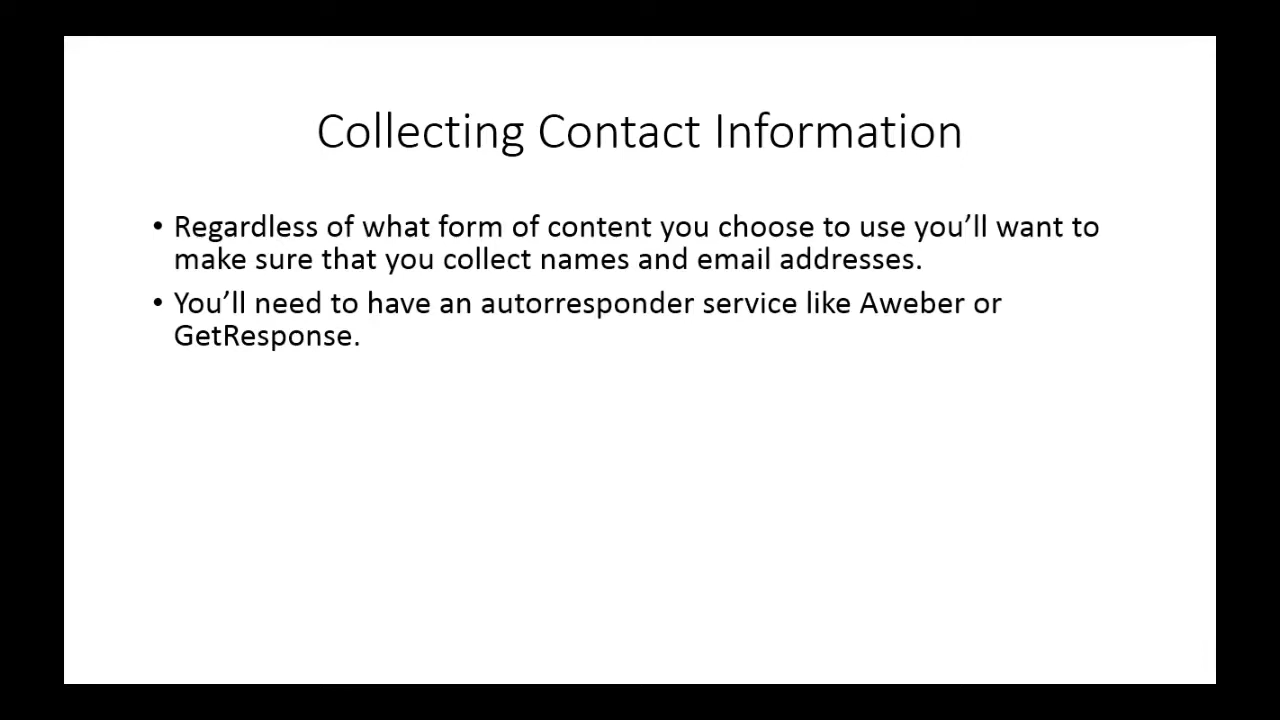 Collecting Contact Information
• Regardless of what form of content you choose to use you’ll want to
make sure that you collect names and email addresses.
• You’ll need to have an autorresponder service like Aweber or
GetResponse.